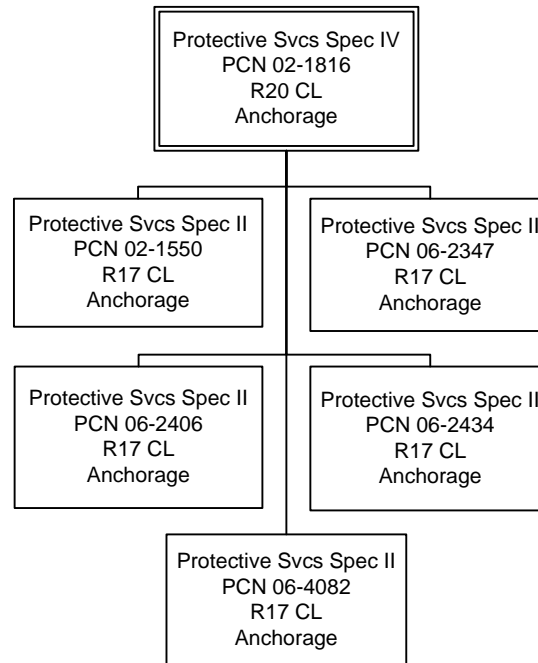 Protective Svcs Spec IV
PCN 02-1816
R20 CL
Anchorage
Protective Svcs Spec II
PCN 02-1550
R17 CL
Anchorage
Protective Svcs Spec II
PCN 06-2347
R17 CL
Anchorage
Protective Svcs Spec II
PCN 06-2406
R17 CL
Anchorage
Protective Svcs Spec II
PCN 06-2434
R17 CL
Anchorage
Protective Svcs Spec II
PCN 06-4082
R17 CL
Anchorage